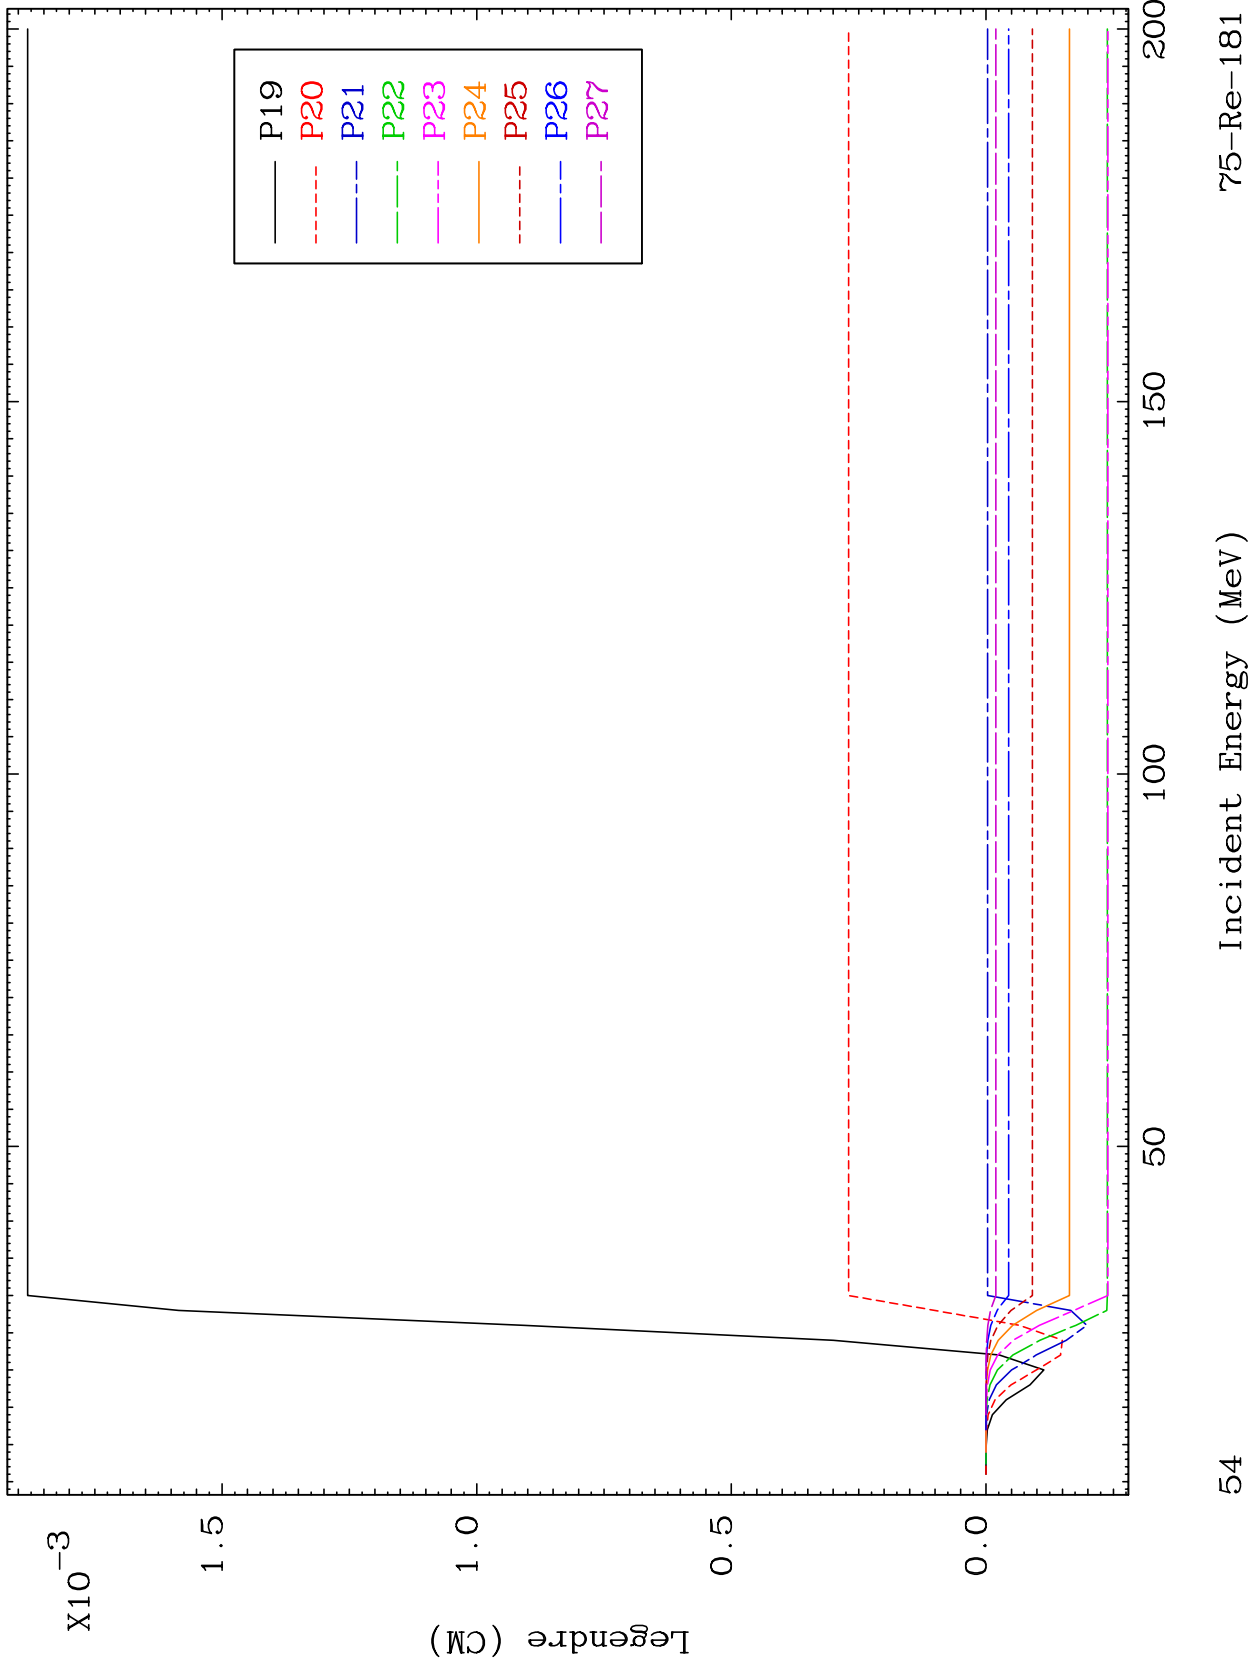 X10-3
1.5
1.0
0.5
0.0
Legendre (CM)
P19
P20
P21
P22
P23
P24
P25
P26
P27
50
100
150
200
Incident Energy (MeV)
54
75-Re-181